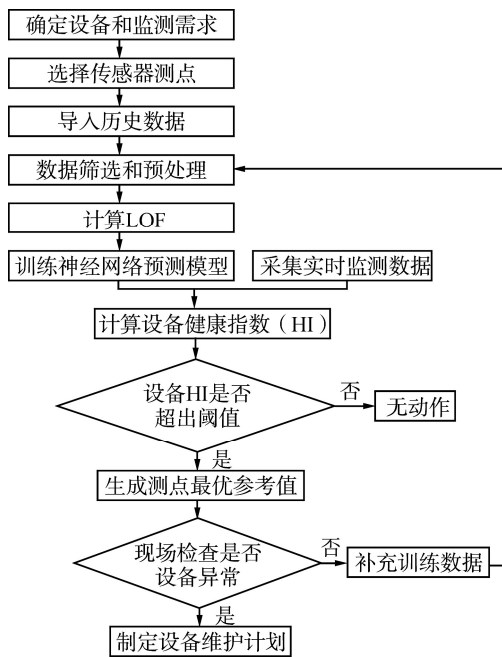 确定设备和监测需求
选择传感器测点
导入历史数据
数据筛选和预处理
计算LOF
训练神经网络预测模型
采集实时监测数据
计算设备健康指数（HI）
设备HI是否
超出阈值
否
无动作
是
生成测点最优参考值
现场检查是否
设备异常
否
补充训练数据
是
制定设备维护计划